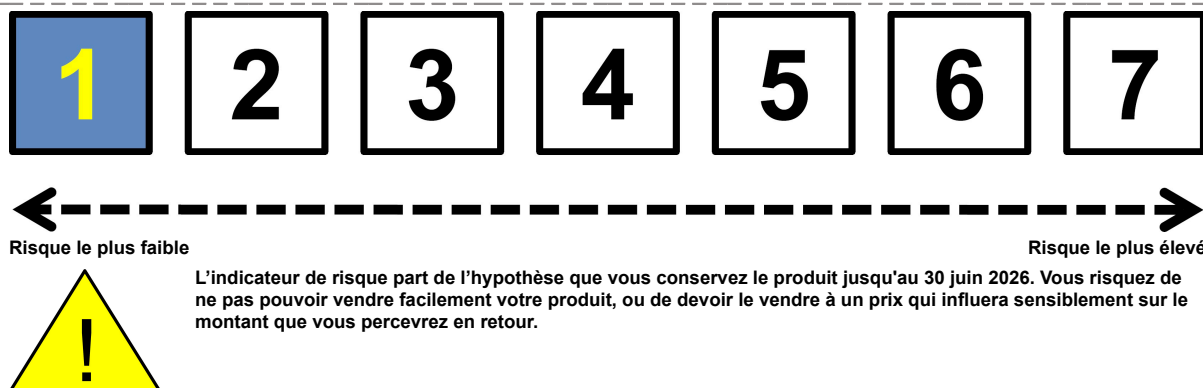 1 2 3 4 5 6 7
Risque le plus faible Risque le plus élevé
L’indicateur de risque part de l’hypothèse que vous conservez le produit jusqu'au 30 juin 2026. Vous risquez de
ne pas pouvoir vendre facilement votre produit, ou de devoir le vendre à un prix qui influera sensiblement sur le
montant que vous percevrez en retour.
!